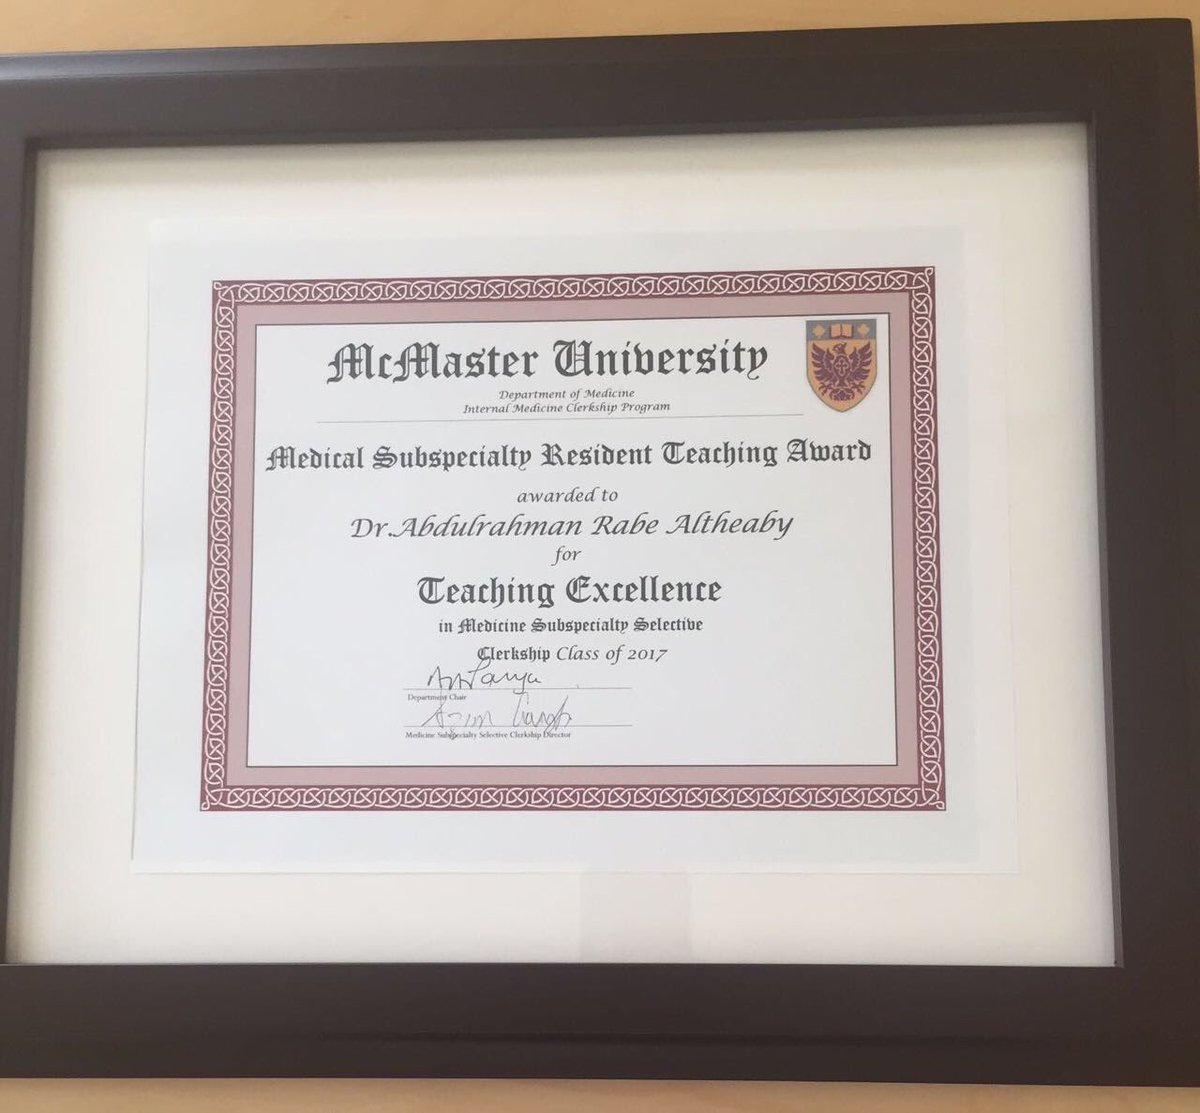 McMaster University
Department of Medicine
Internal Medicine Clerkship Program
Medical Subspecialty Resident Teaching Award
awarded to
Dr.Abdulrahman Rabe Altheaby
for
Teaching Excellence
in Medicine Subspecialty Selective
Clerkship Class of 2017
Department Chair
Medicine Subspecialty Selective Clerkship Director